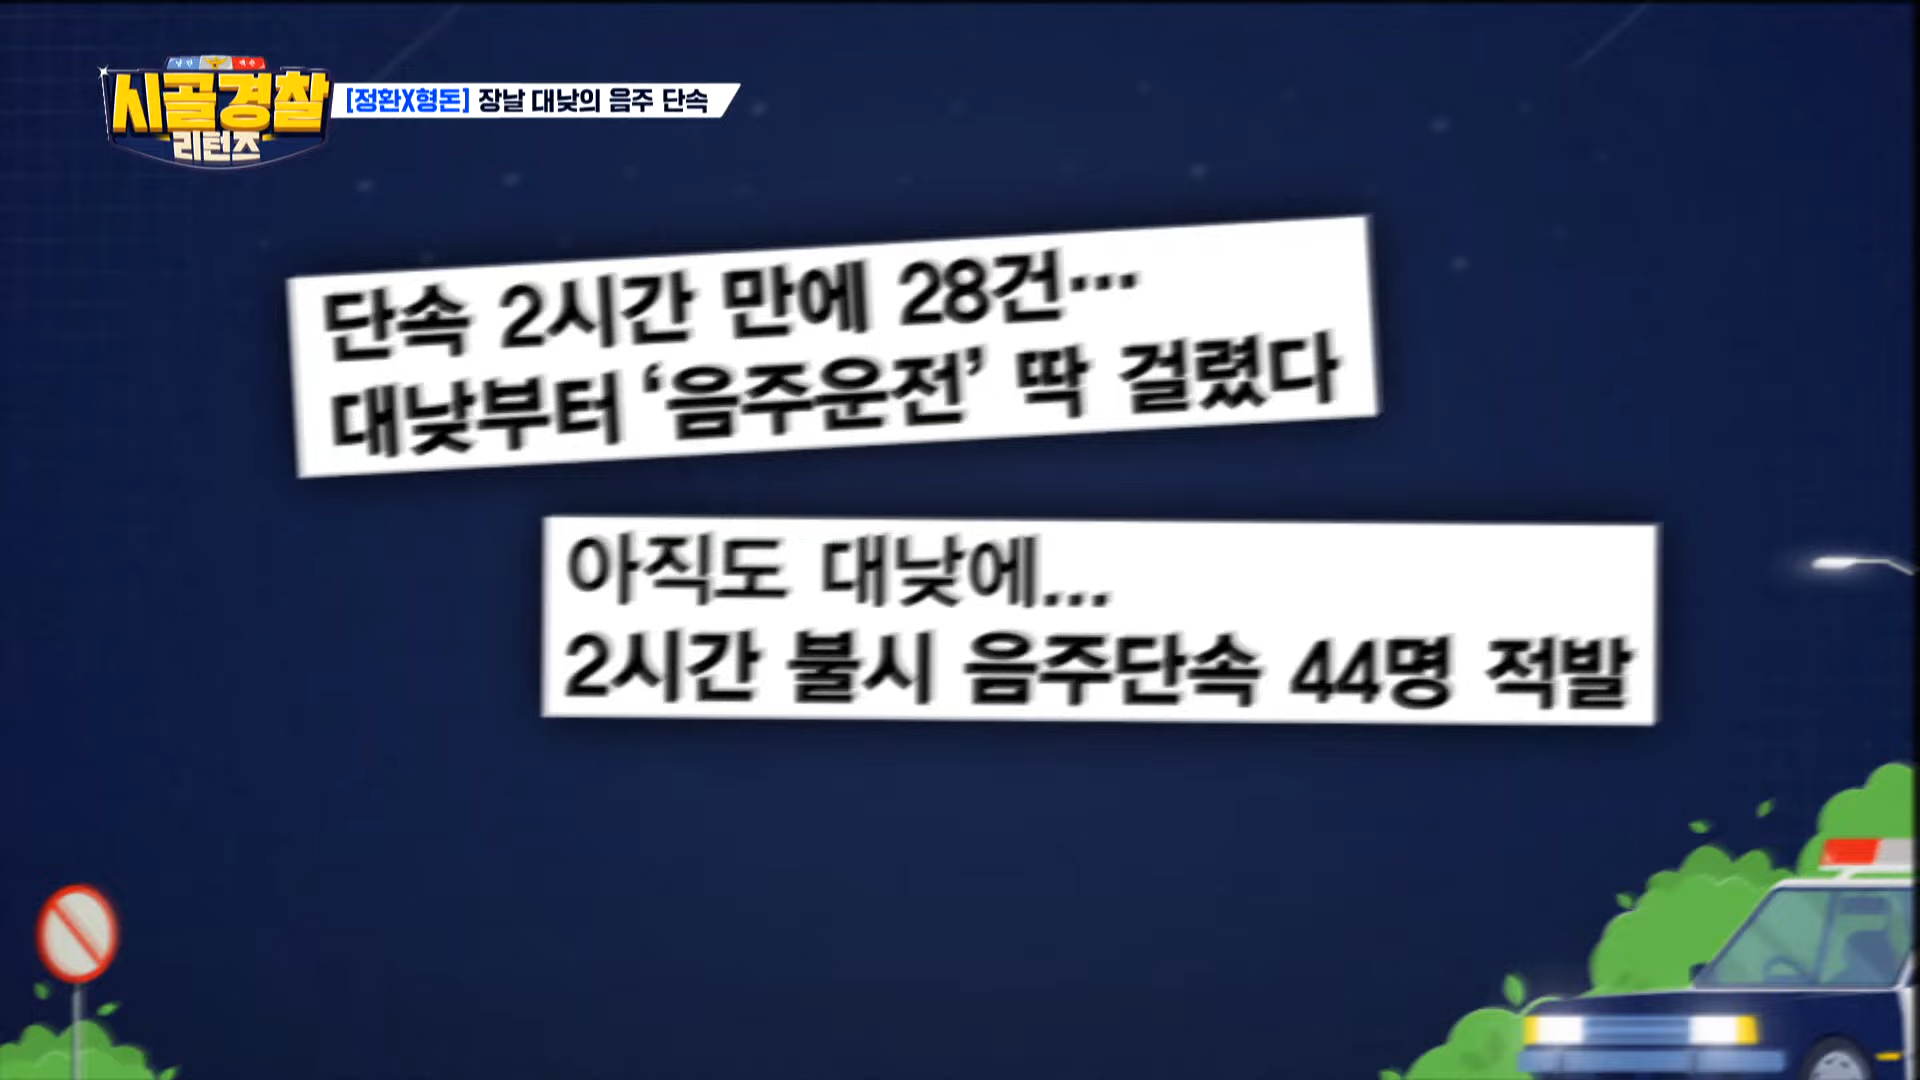 시골경찰
리턴즈
[정환X형돈] 장날 대낮의 음주 단속
단속 2시간 만에 28건…
대낮부터 ‘음주운전’ 딱 걸렸다
아직도 대낮에...
2시간 불시 음주단속 44명 적발